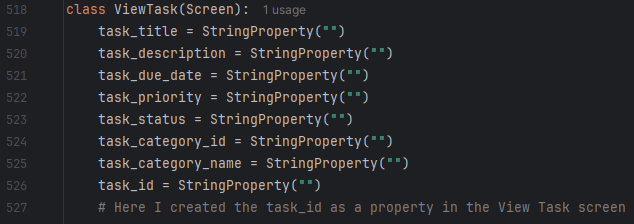 518 class ViewTask(Screen): 1 usage
519 task_title = StringProperty("")
520 task_description = StringProperty("")
521 task_due_date = StringProperty("")
522 task_priority = StringProperty("")
523 task_status = StringProperty("")
524 task_category_id = StringProperty("")
525 task_category_name = StringProperty("")
526 task_id = StringProperty("")
527 # Here I created the task_id as a property in the View Task screen